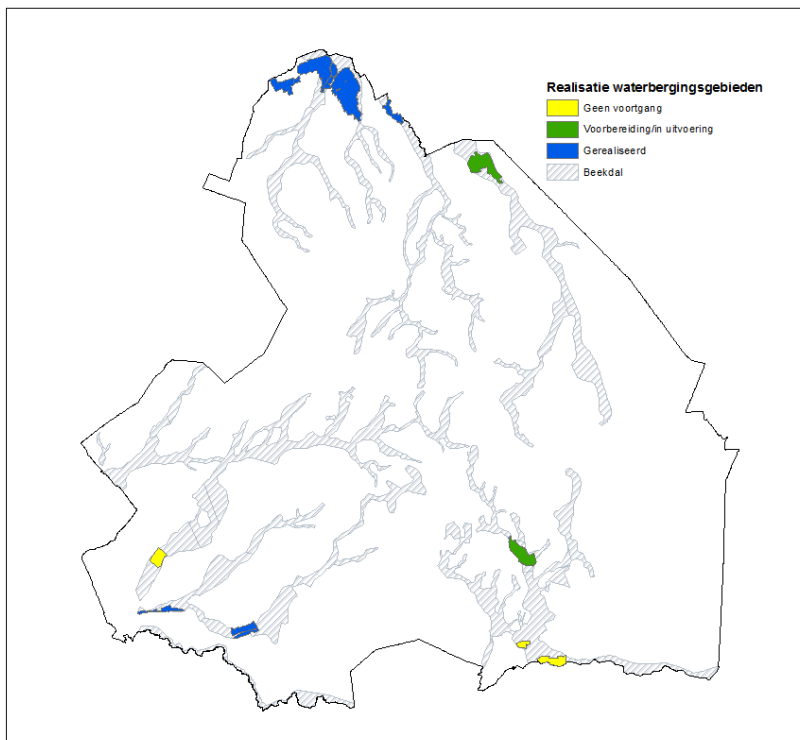 Realisatie waterbergingsgebieden
Geen voortgang
Voorbereiding/in uitvoering
Gerealiseerd
Beekdal